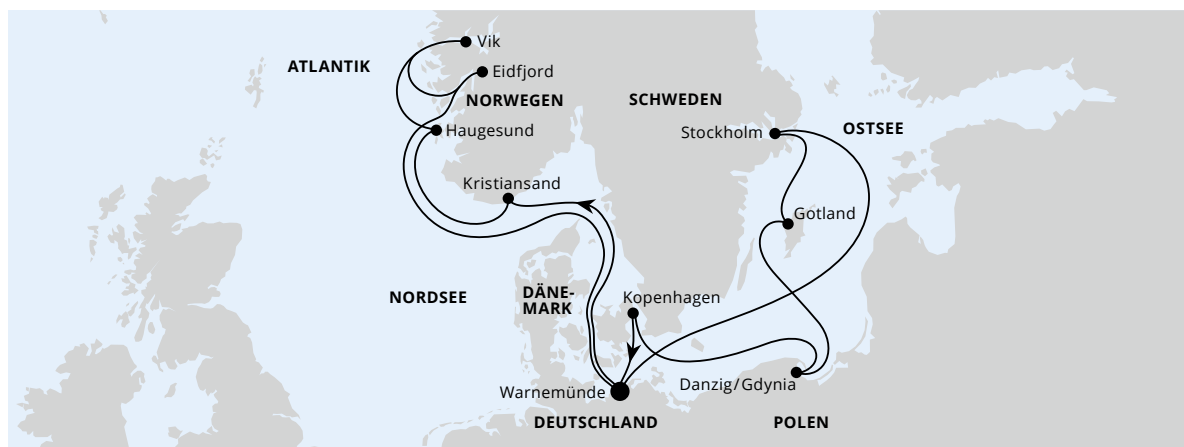 Vik
ATLANTIK
Eidfjord
NORWEGEN
SCHWEDEN
Haugesund
Stockholm
OSTSEE
Kristiansand
Gotland
NORDSEE
DÄNE-
MARK
Kopenhagen
Warnemünde
Danzig/Gdynia
DEUTSCHLAND
POLEN